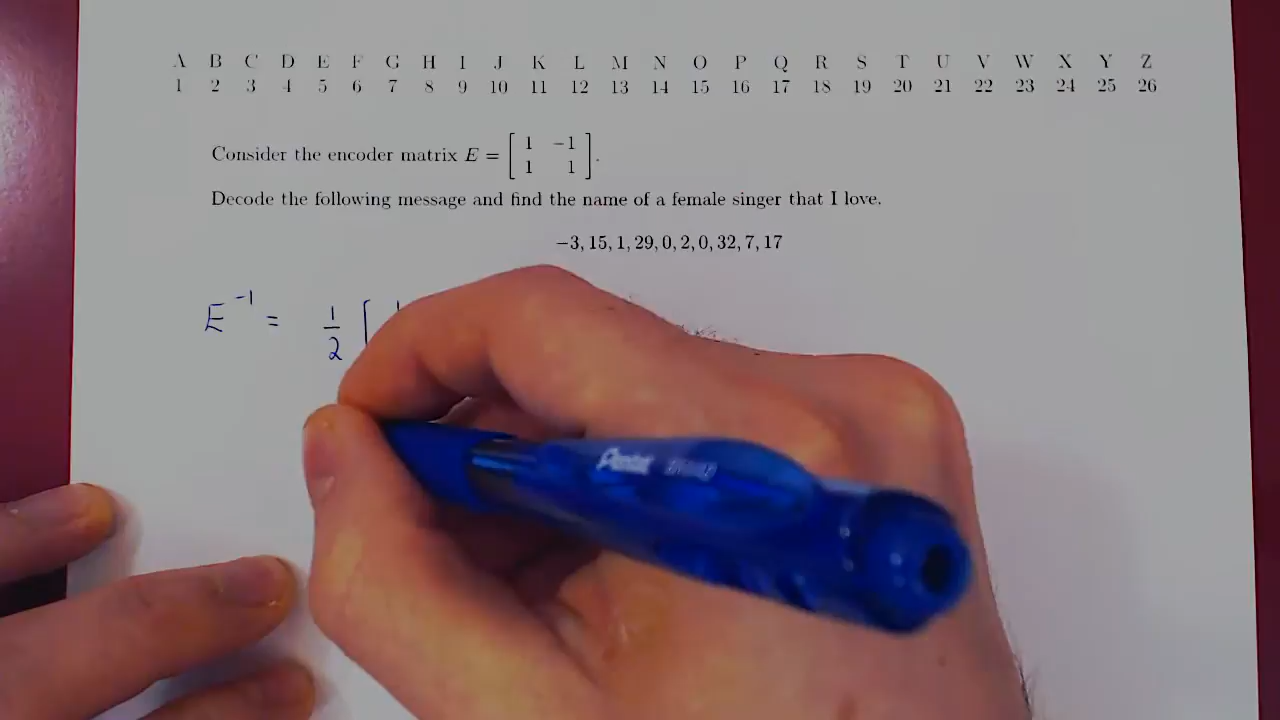 A B C D E F G H I J K L M N O P Q R S T U V W X Y Z
1 2 3 4 5 6 7 8 9 10 11 12 13 14 15 16 17 18 19 20 21 22 23 24 25 26
Consider the encoder matrix E = [ 1 −1
1 1 ].
Decode the following message and find the name of a female singer that I love.
−3, 15, 1, 29, 0, 2, 0, 32, 7, 17
E⁻¹ = 1/2 [ 1
Pentel